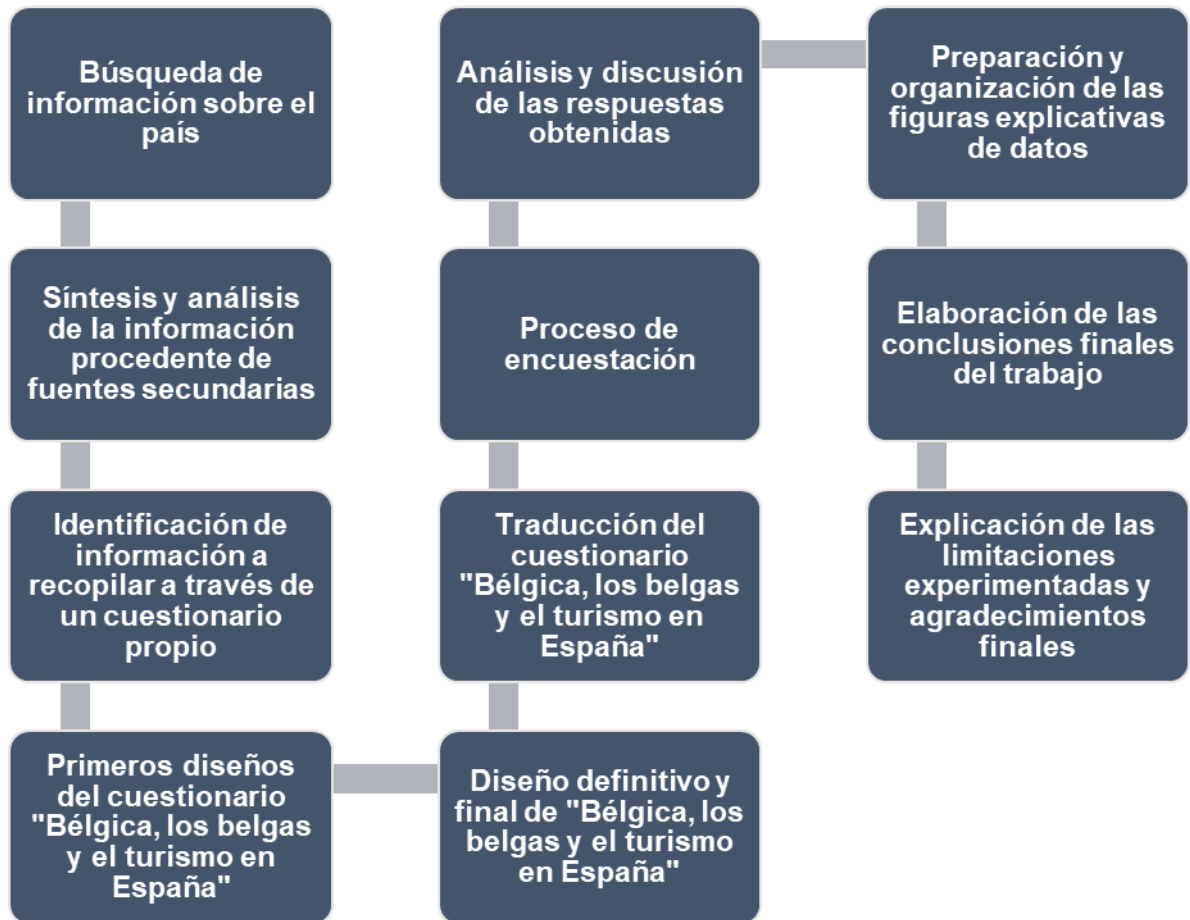 Búsqueda de
información sobre el
país
Síntesis y análisis
de la información
procedente de
fuentes secundarias
Identificación de
información a
recopilar a través de
un cuestionario
propio
Primeros diseños
del cuestionario
"Bélgica, los belgas
y el turismo en
España"
Diseño definitivo y
final de "Bélgica, los
belgas y el turismo
en España"
Traducción del
cuestionario
"Bélgica, los belgas
y el turismo en
España"
Proceso de
encuestación
Análisis y discusión
de las respuestas
obtenidas
Preparación y
organización de las
figuras explicativas
de datos
Elaboración de las
conclusiones finales
del trabajo
Explicación de las
limitaciones
experimentadas y
agradecimientos
finales